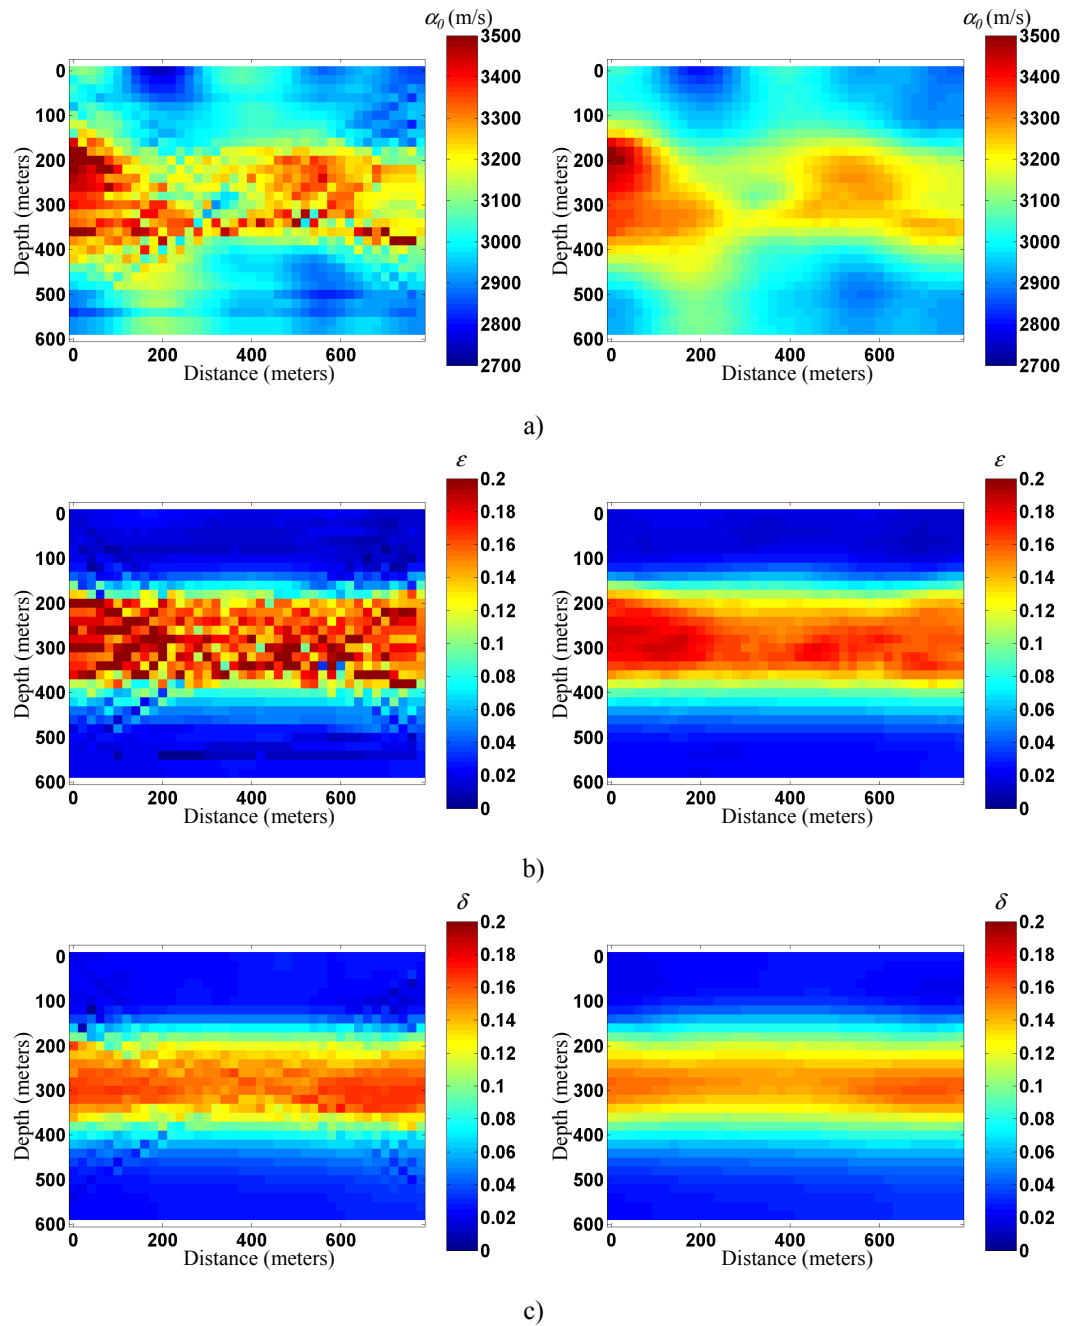 α₀ (m/s) α₀ (m/s)
3500 3500
0 3400 0 3400
100 3300 100 3300
200 3200 200 3200
Depth (meters) Depth (meters)
300 3100 300 3100
400 3000 400 3000
500 2900 500 2900
600 2800 600 2800
0 200 400 600 2700 0 200 400 600 2700
Distance (meters) Distance (meters)
a)
ε ε
0.2 0.2
0 0.18 0 0.18
100 0.16 100 0.16
0.14 0.14
200 0.12 200 0.12
Depth (meters) Depth (meters)
300 0.1 300 0.1
400 0.08 400 0.08
0.06 0.06
500 0.04 500 0.04
600 0.02 600 0.02
0 200 400 600 0 0 200 400 600 0
Distance (meters) Distance (meters)
b)
δ δ
0.2 0.2
0 0.18 0 0.18
100 0.16 100 0.16
0.14 0.14
200 0.12 200 0.12
Depth (meters) Depth (meters)
300 0.1 300 0.1
400 0.08 400 0.08
0.06 0.06
500 0.04 500 0.04
600 0.02 600 0.02
0 200 400 600 0 0 200 400 600 0
Distance (meters) Distance (meters)
c)